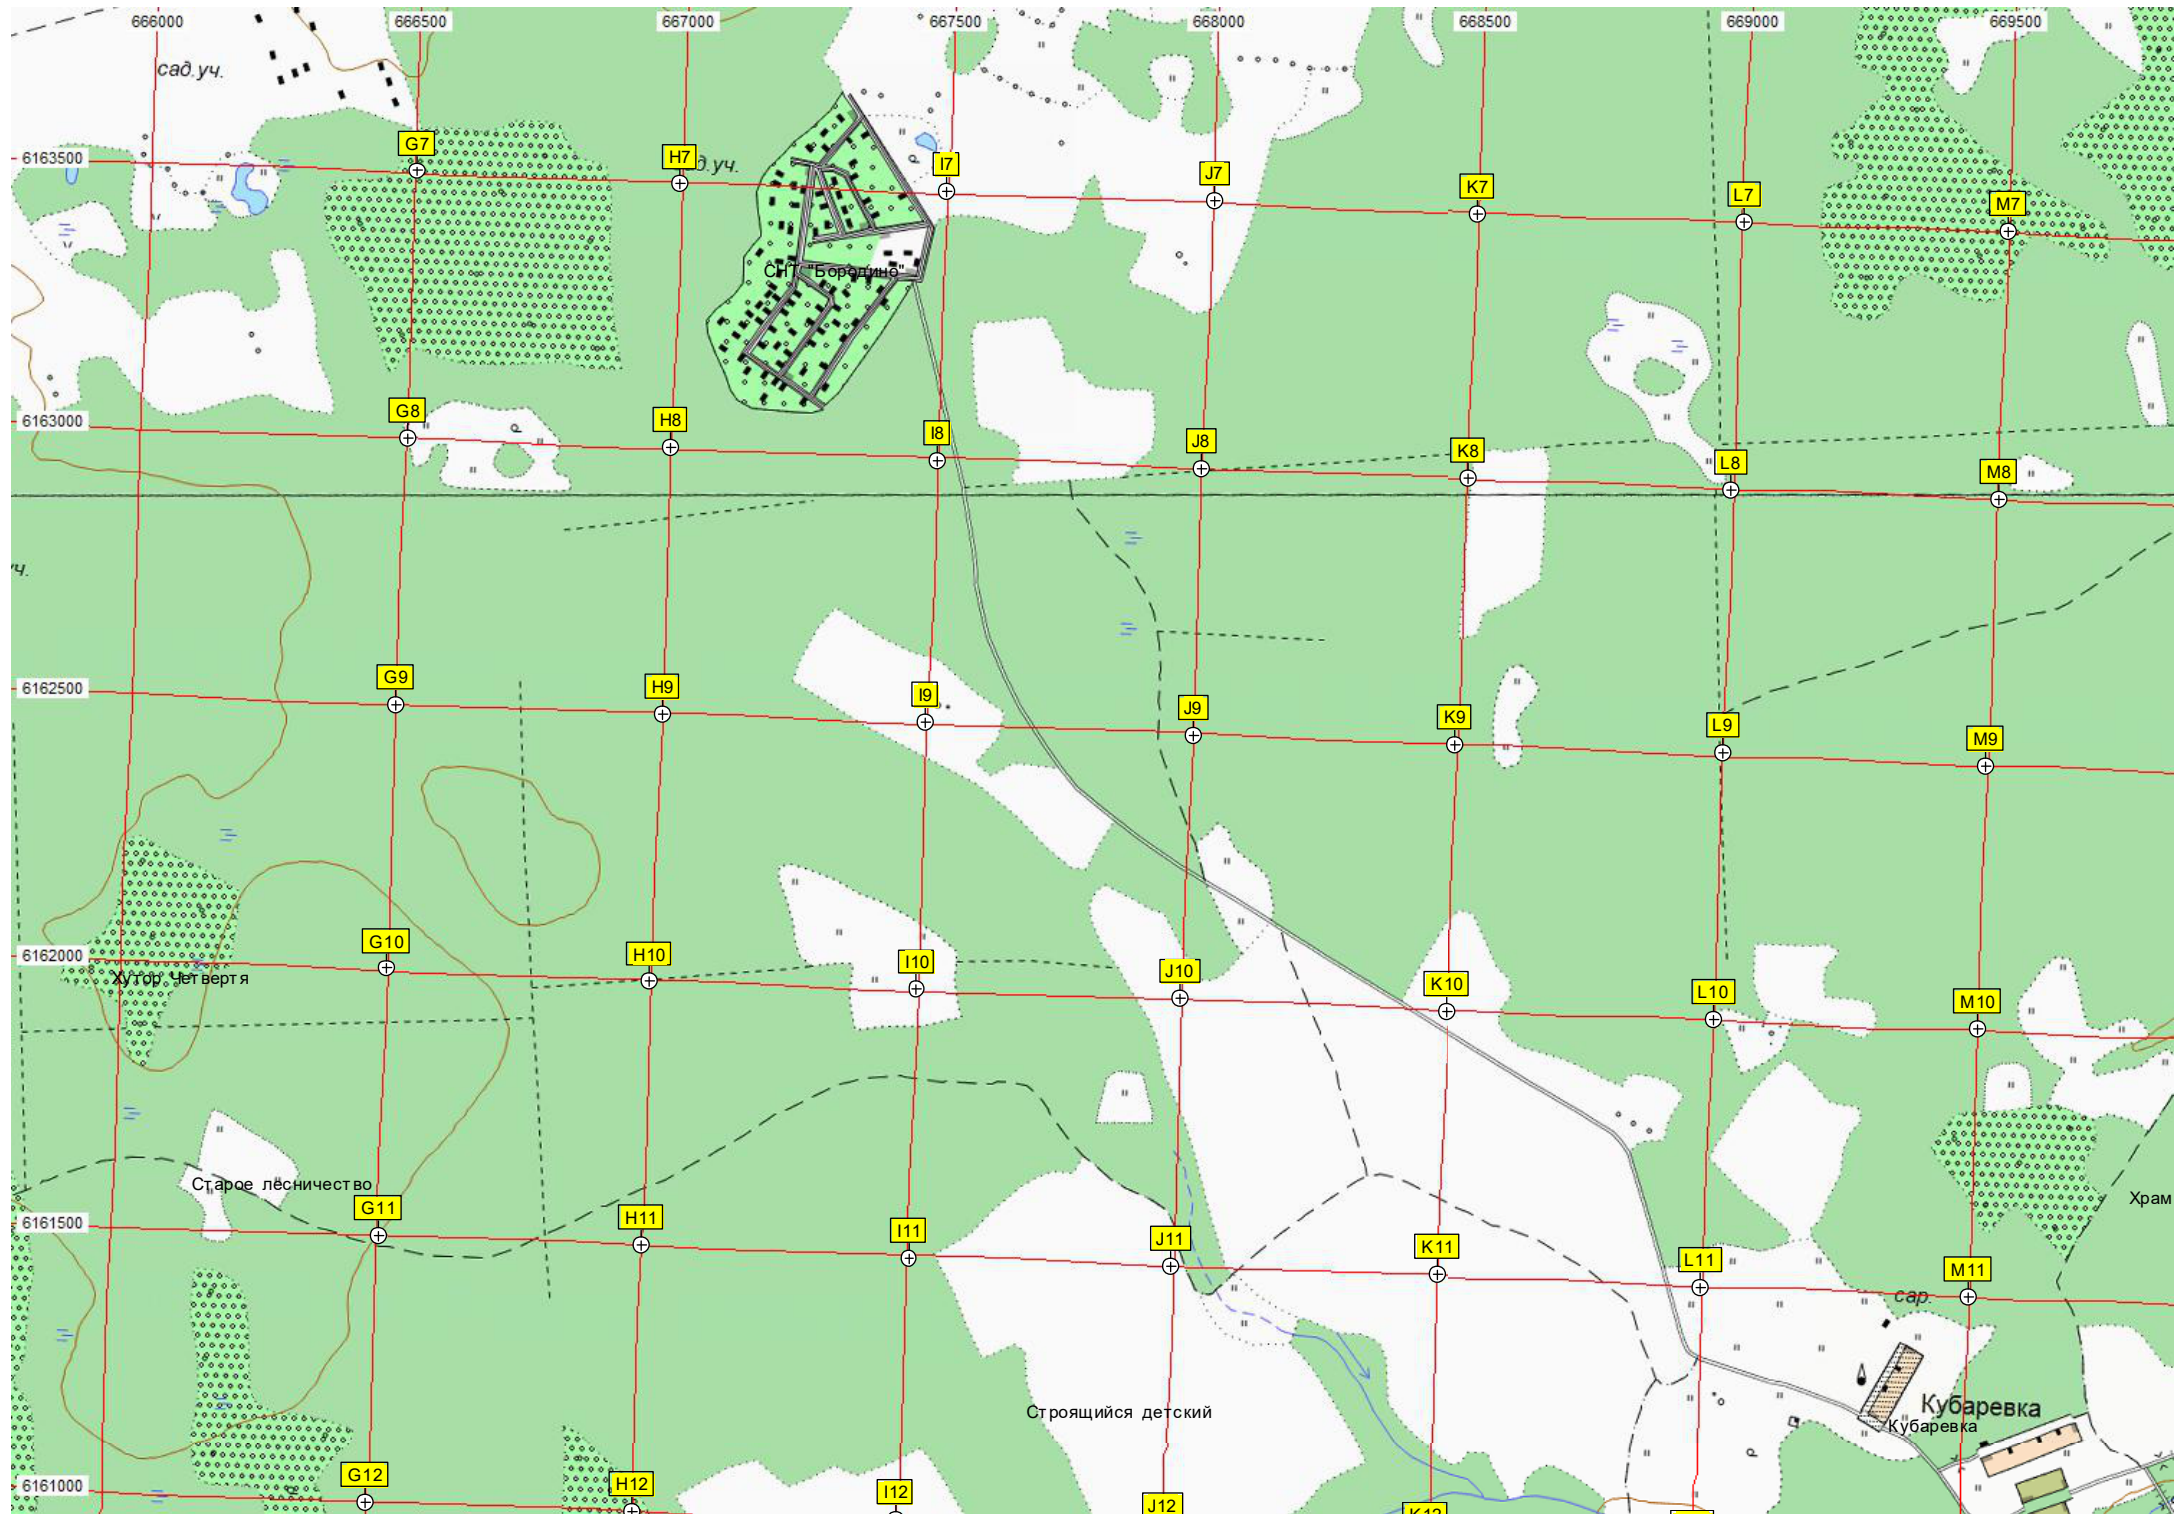 666000 666500 667000 667500 668000 668500 669000 669500
сад.уч.
6163500 G7 H7 д.уч. I7 J7 K7 L7 M7
СНТ "Бородино"
6163000 G8 H8 I8 J8 K8 L8 M8
6162500 G9 H9 I9 J9 K9 L9 M9
6162000 G10 H10 I10 J10 K10 L10 M10
Хутор Четвертя
Старое лесничество
Храм
6161500 G11 H11 I11 J11 K11 L11 M11
сар.
Строящийся детский
Кубаревка
Кубаревка
6161000 G12 H12 I12 J12 K12